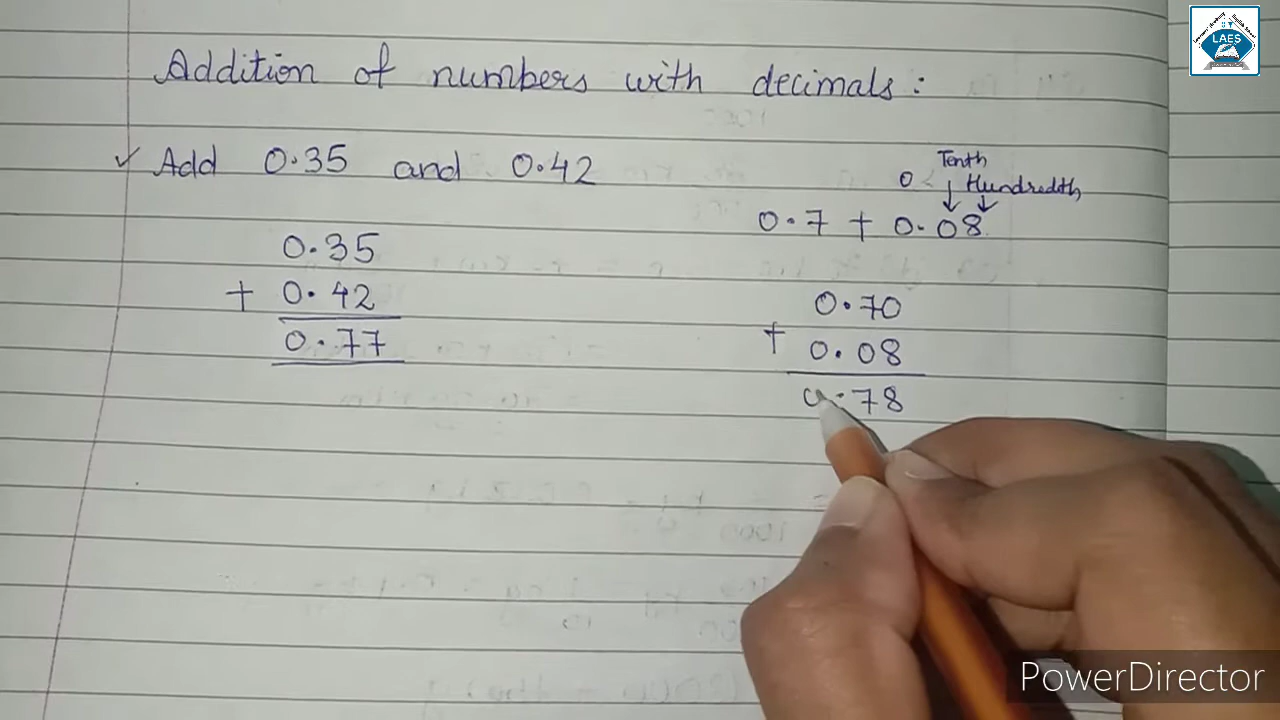 LAES
Addition of numbers with decimals :
✓ Add 0.35 and 0.42
0.35
+ 0.42
0.77
Tenth
0 Hundredth
0.7 + 0.08
0.70
+ 0.08
0.78
PowerDirector